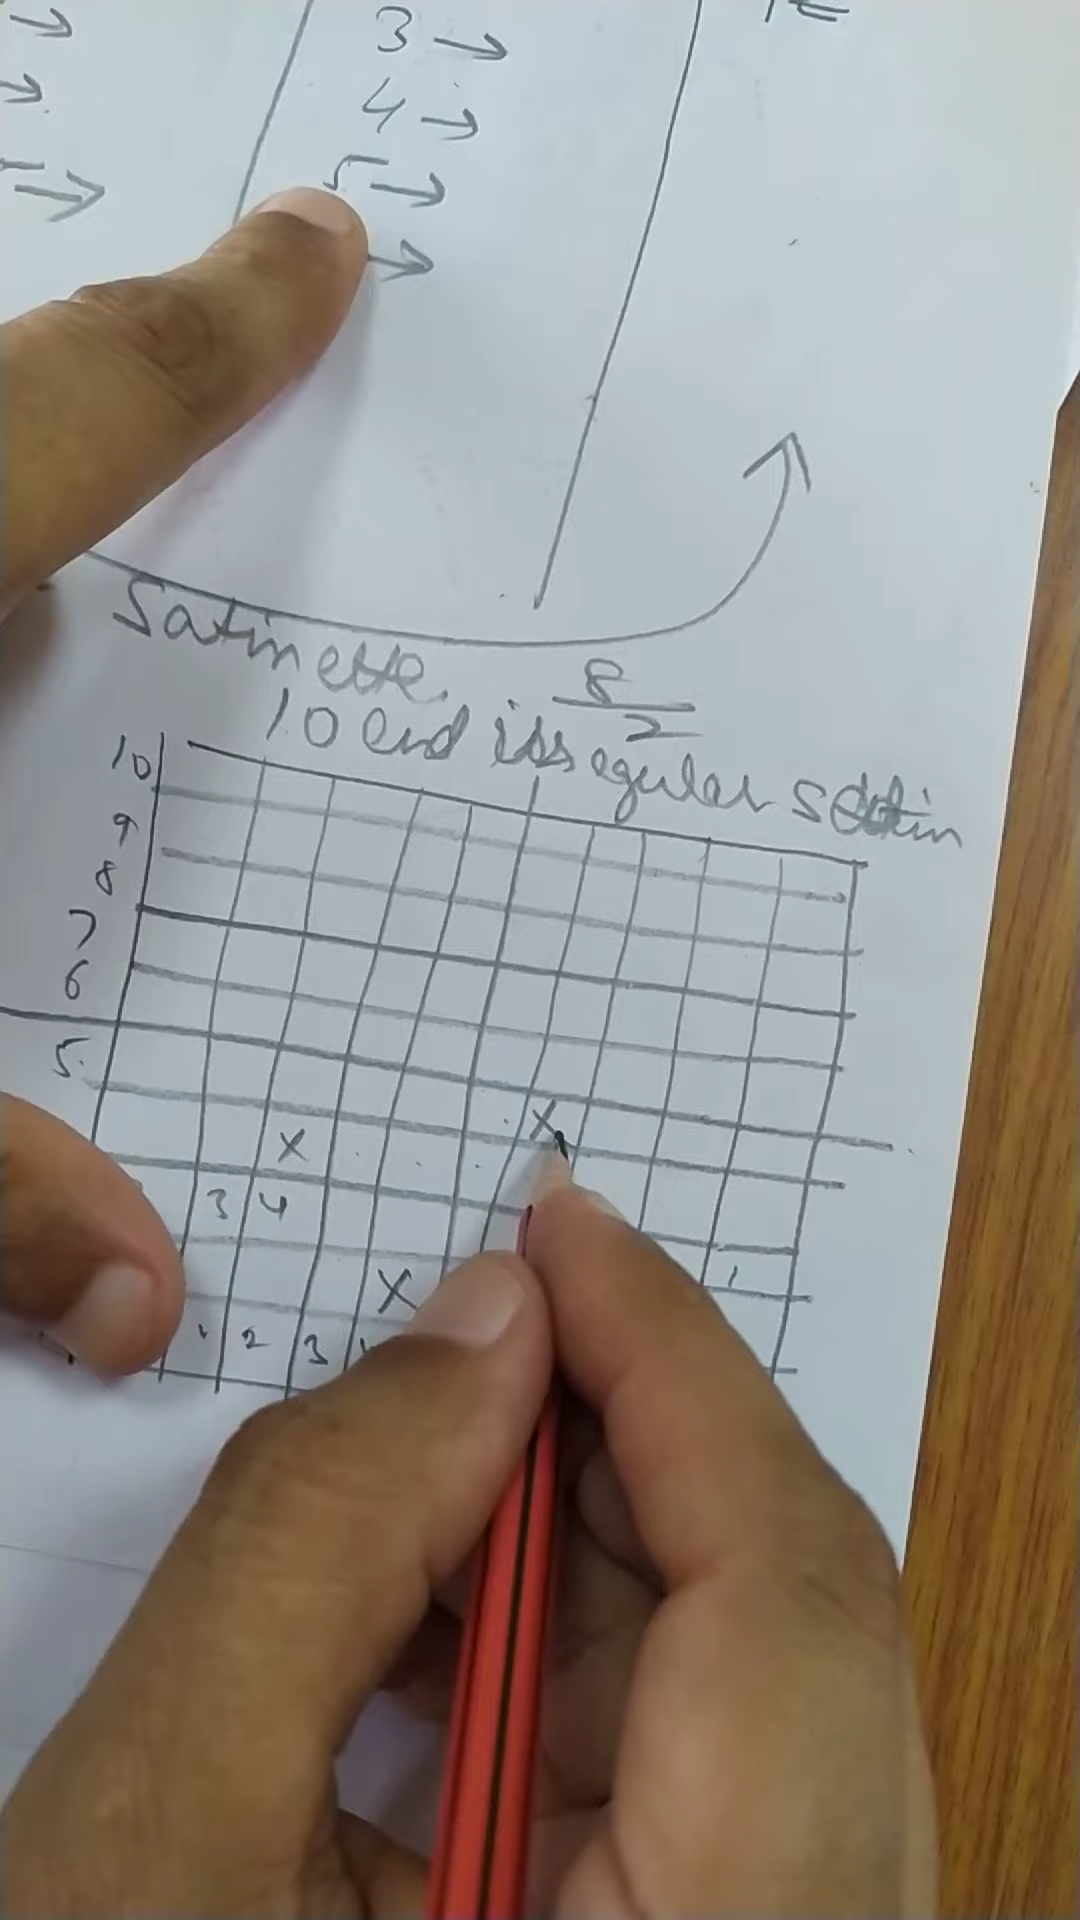 3 →
4 →
5 →
→
Satinette
8
2
10 end irregular satin
10
9
8
7
6
5
X
X
3 4
X
1 2 3